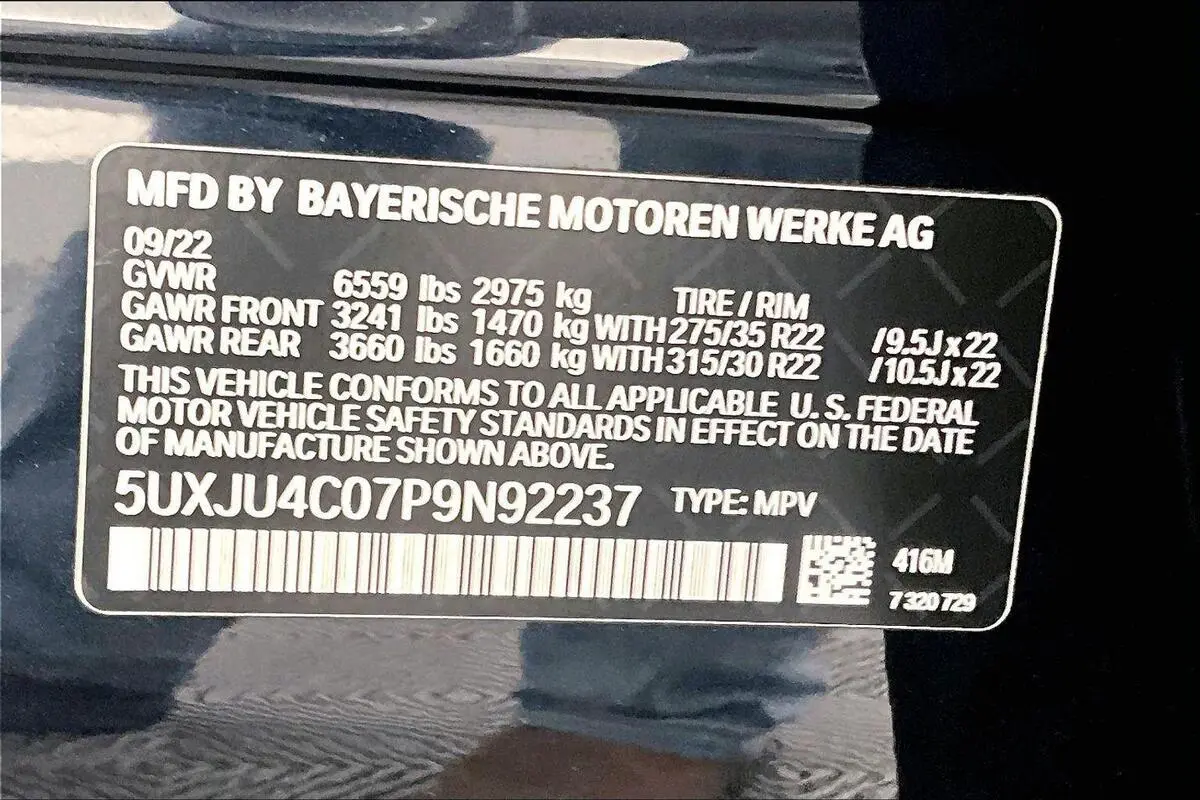 MFD BY BAYERISCHE MOTOREN WERKE AG
09/22
GVWR 6559 lbs 2975 kg TIRE / RIM
GAWR FRONT 3241 lbs 1470 kg WITH 275/35 R22 /9.5J x 22
GAWR REAR 3660 lbs 1660 kg WITH 315/30 R22 /10.5J x 22
THIS VEHICLE CONFORMS TO ALL APPLICABLE U. S. FEDERAL
MOTOR VEHICLE SAFETY STANDARDS IN EFFECT ON THE DATE
OF MANUFACTURE SHOWN ABOVE.
5UXJU4C07P9N92237 TYPE: MPV
416M
7 320 729